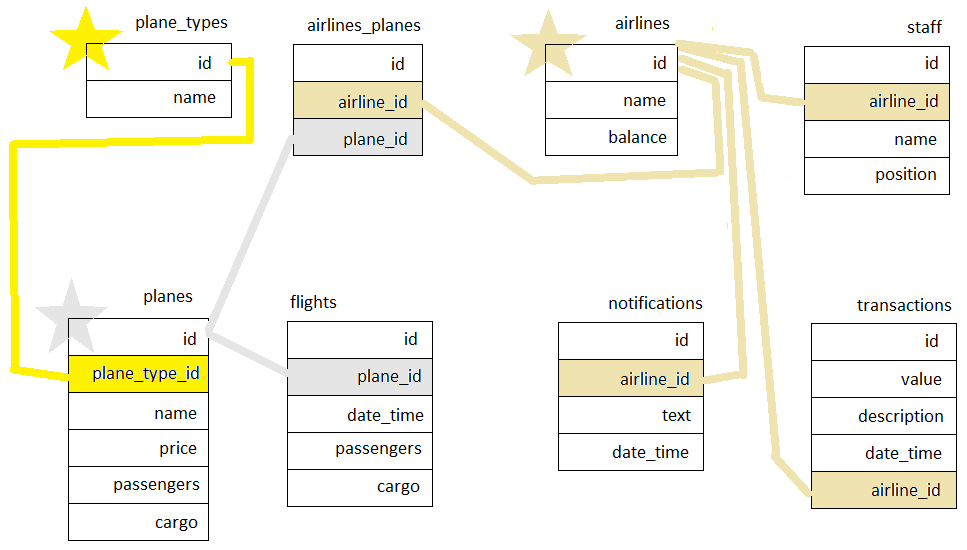 plane_types
id
name
airlines_planes
id
airline_id
plane_id
airlines
id
name
balance
staff
id
airline_id
name
position
planes
id
plane_type_id
name
price
passengers
cargo
flights
id
plane_id
date_time
passengers
cargo
notifications
id
airline_id
text
date_time
transactions
id
value
description
date_time
airline_id